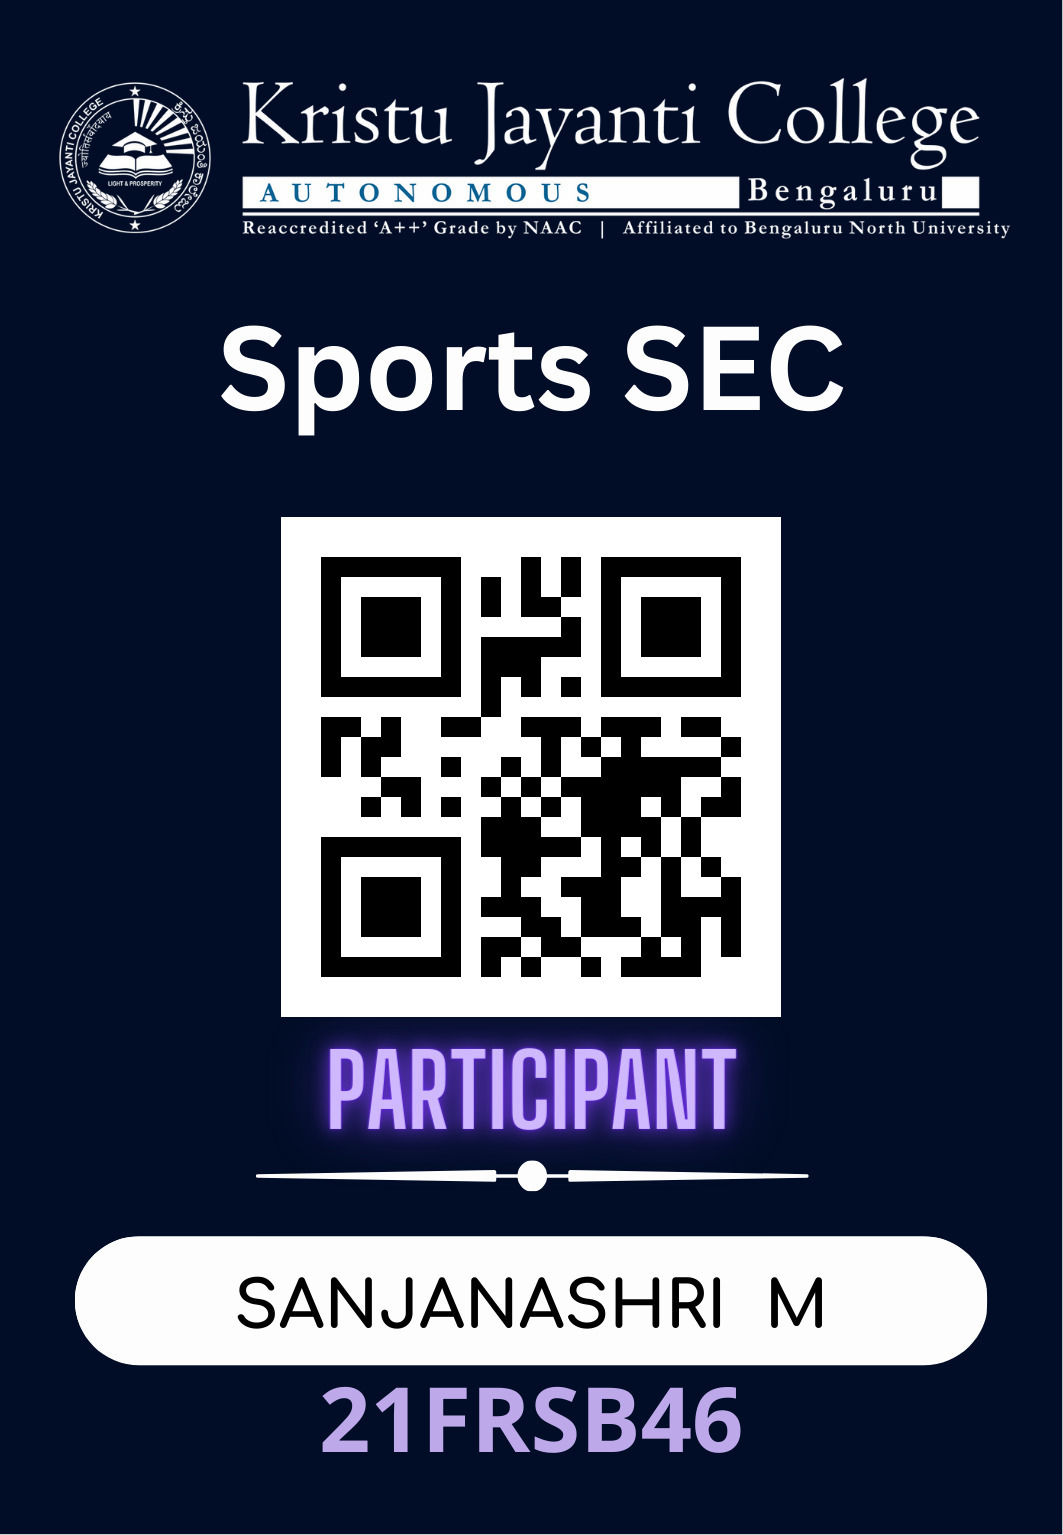 KRISTU JAYANTI COLLEGE
ಕ್ರಿಸ್ತು ಜಯಂತಿ ಕಾಲೇಜು
LIGHT & PROSPERITY
Kristu Jayanti College
AUTONOMOUS Bengaluru
Reaccredited ‘A++’ Grade by NAAC | Affiliated to Bengaluru North University
Sports SEC
PARTICIPANT
SANJANASHRI M
21FRSB46